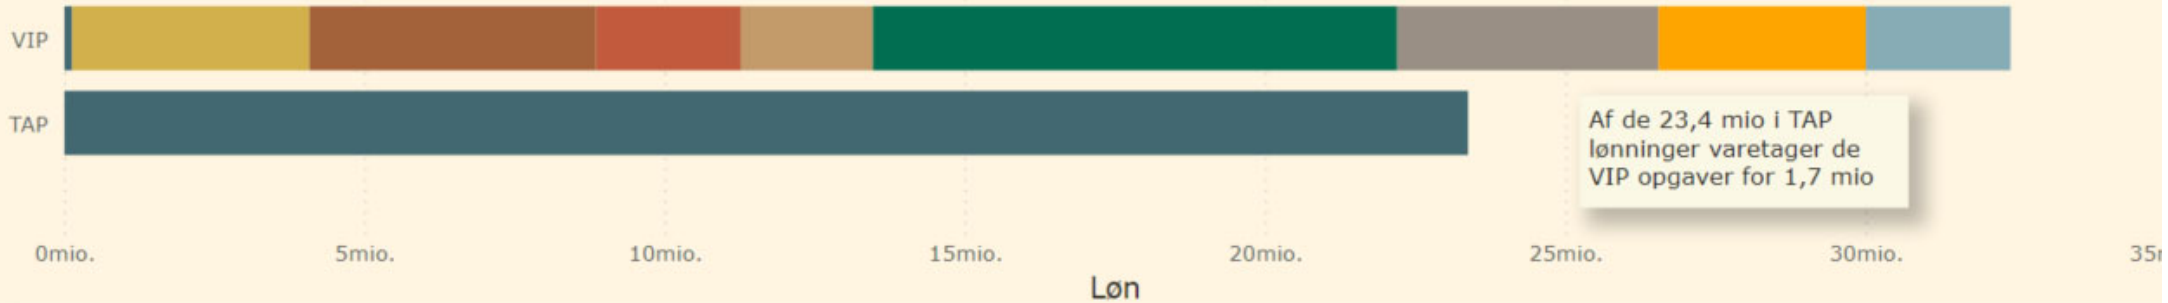 VIP
TAP
Af de 23,4 mio i TAP
lønninger varetager de
VIP opgaver for 1,7 mio
0mio. 5mio. 10mio. 15mio. 20mio. 25mio. 30mio.
Løn